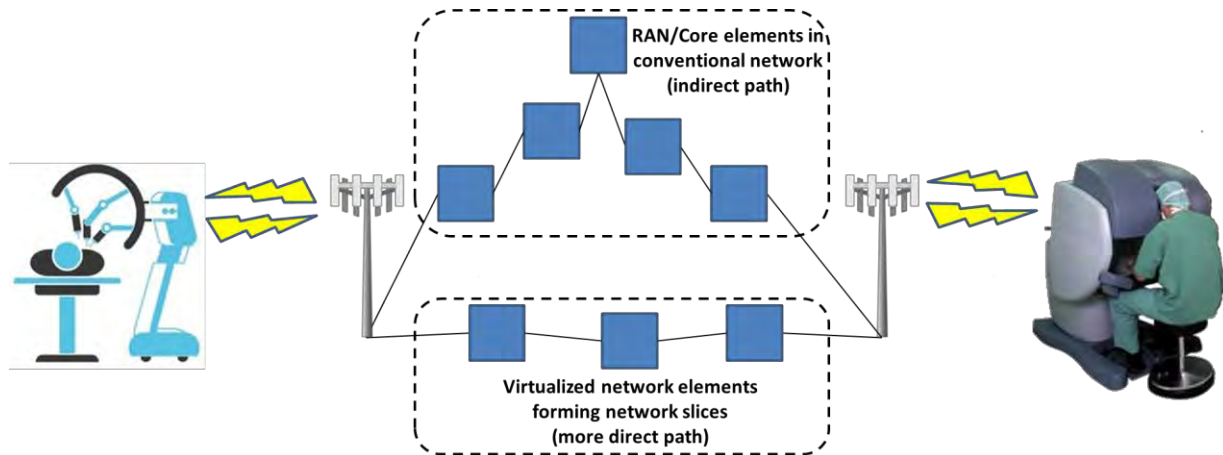 RAN/Core elements in
conventional network
(indirect path)
Virtualized network elements
forming network slices
(more direct path)